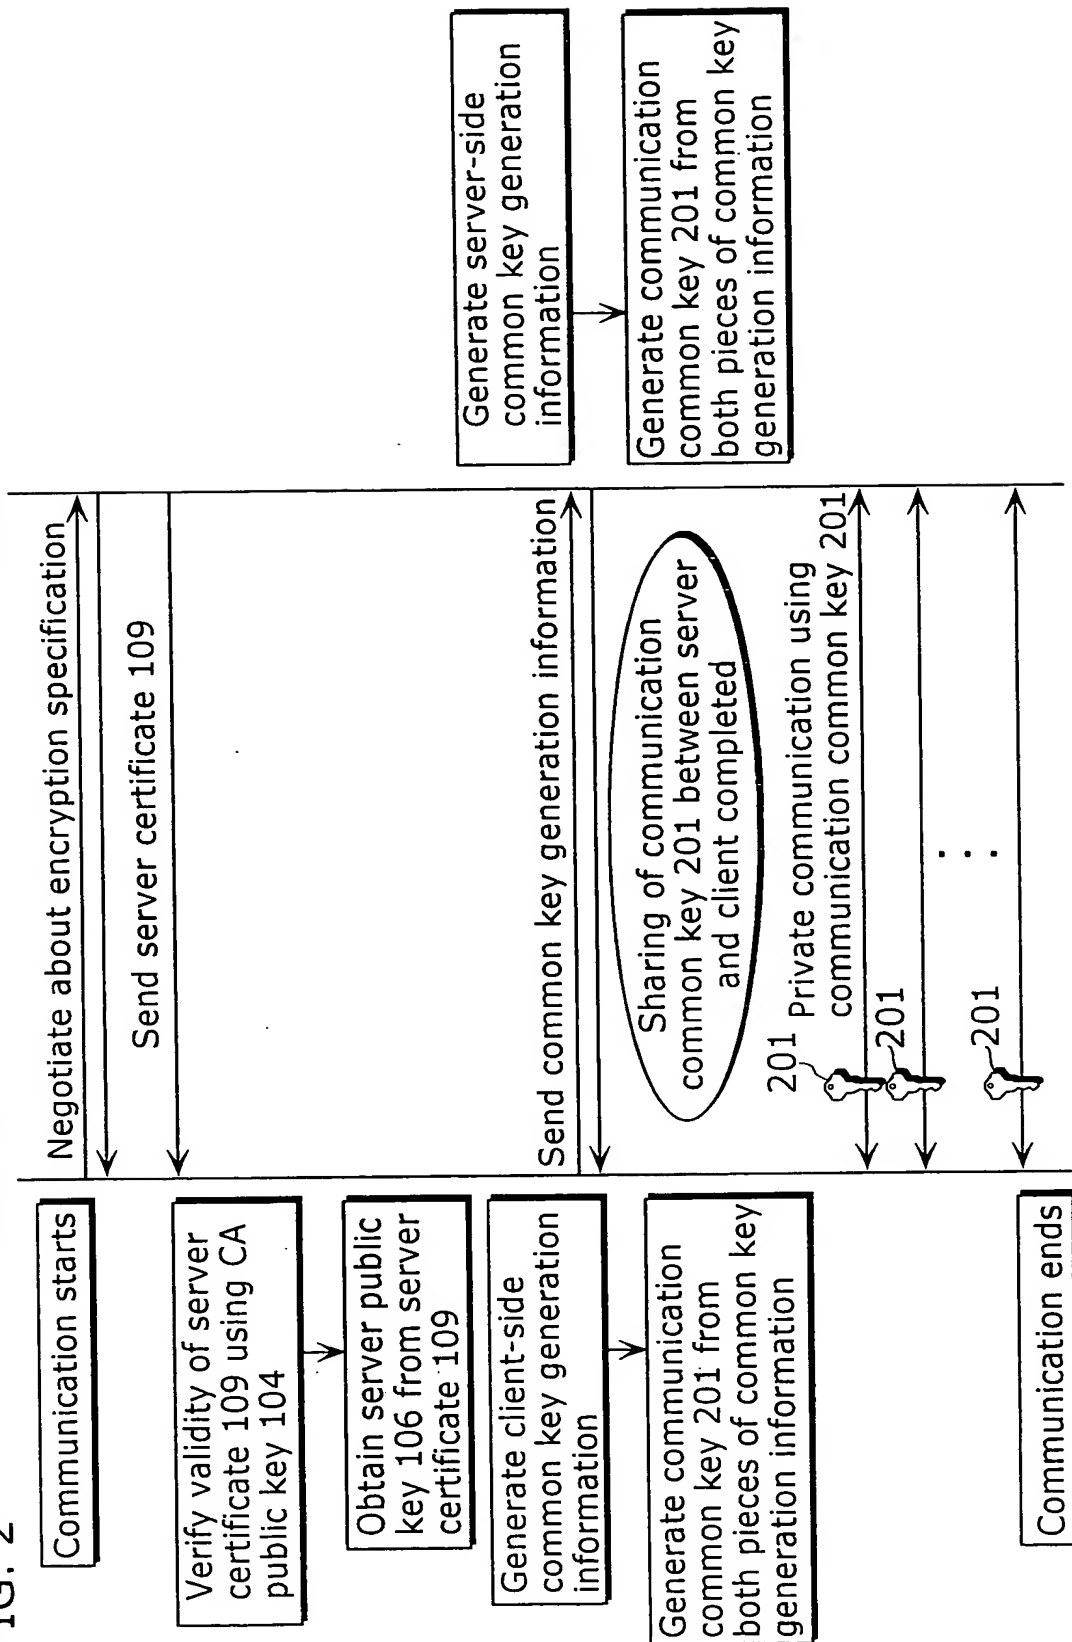 IG. 2
Communication starts
Negotiate about encryption specification
Send server certificate 109
Verify validity of server
certificate 109 using CA
public key 104
Obtain server public
key 106 from server
certificate 109
Generate client-side
common key generation
information
Generate server-side
common key generation
information
Send common key generation information
Generate communication
common key 201 from
both pieces of common key
generation information
Sharing of communication
common key 201 between server
and client completed
Generate communication
common key 201 from
both pieces of common key
generation information
201
Private communication using
communication common key 201
201
. . .
201
Communication ends